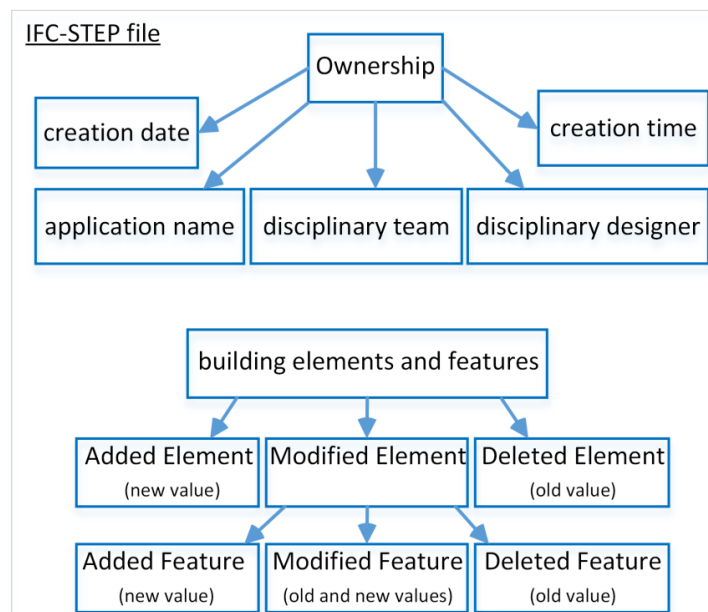 IFC-STEP file
Ownership
creation date
creation time
application name
disciplinary team
disciplinary designer
building elements and features
Added Element
(new value)
Modified Element
Deleted Element
(old value)
Added Feature
(new value)
Modified Feature
(old and new values)
Deleted Feature
(old value)